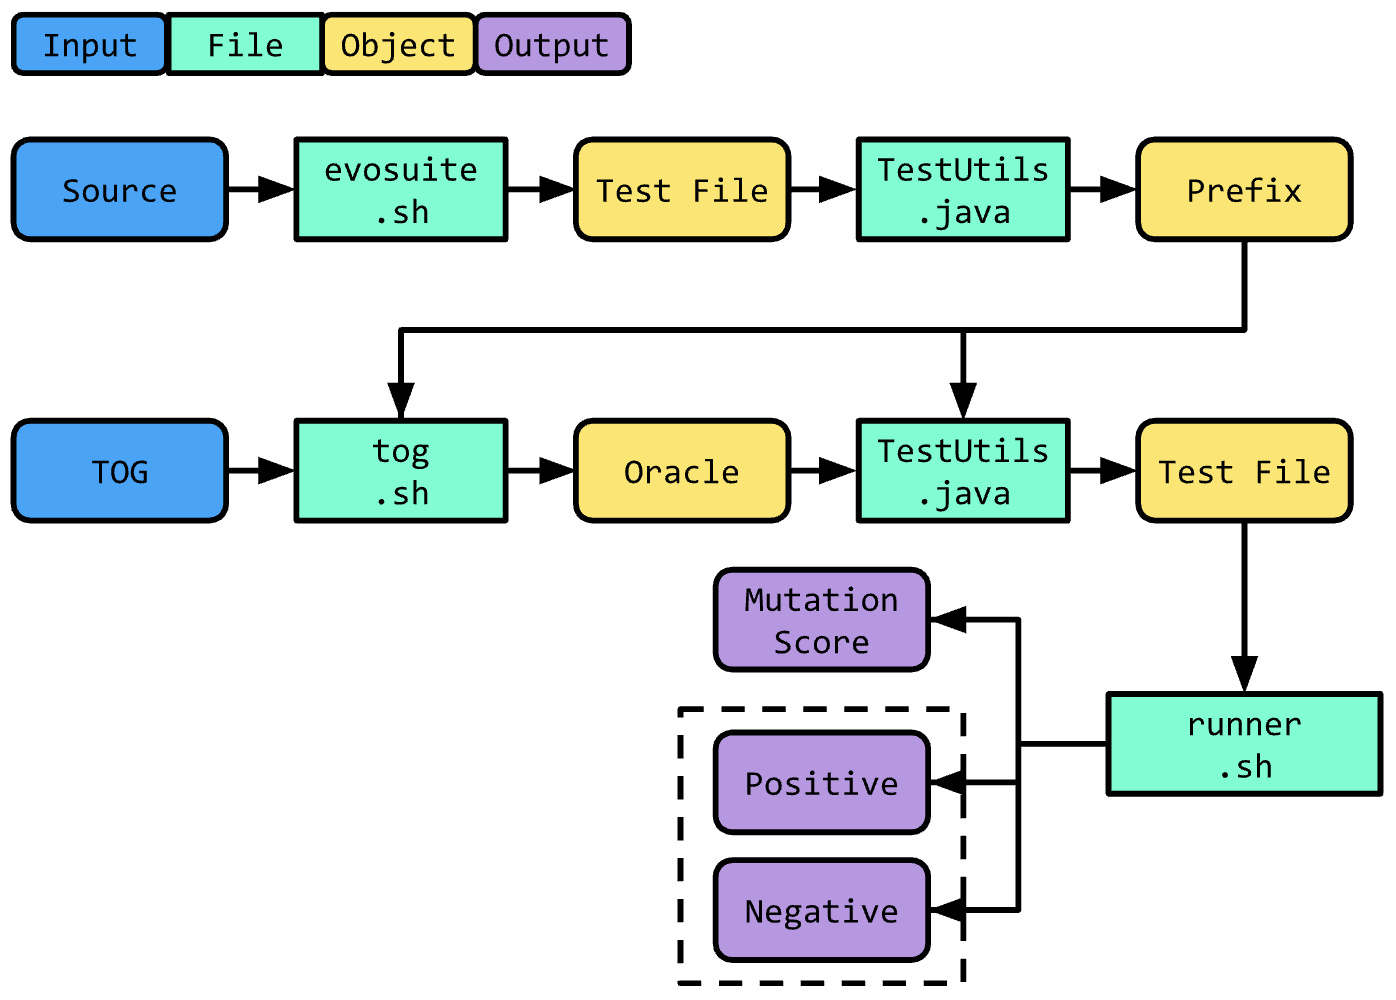 Input File Object Output
Source
evosuite
.sh
Test File
TestUtils
.java
Prefix
TOG
tog
.sh
Oracle
TestUtils
.java
Test File
Mutation
Score
runner
.sh
Positive
Negative